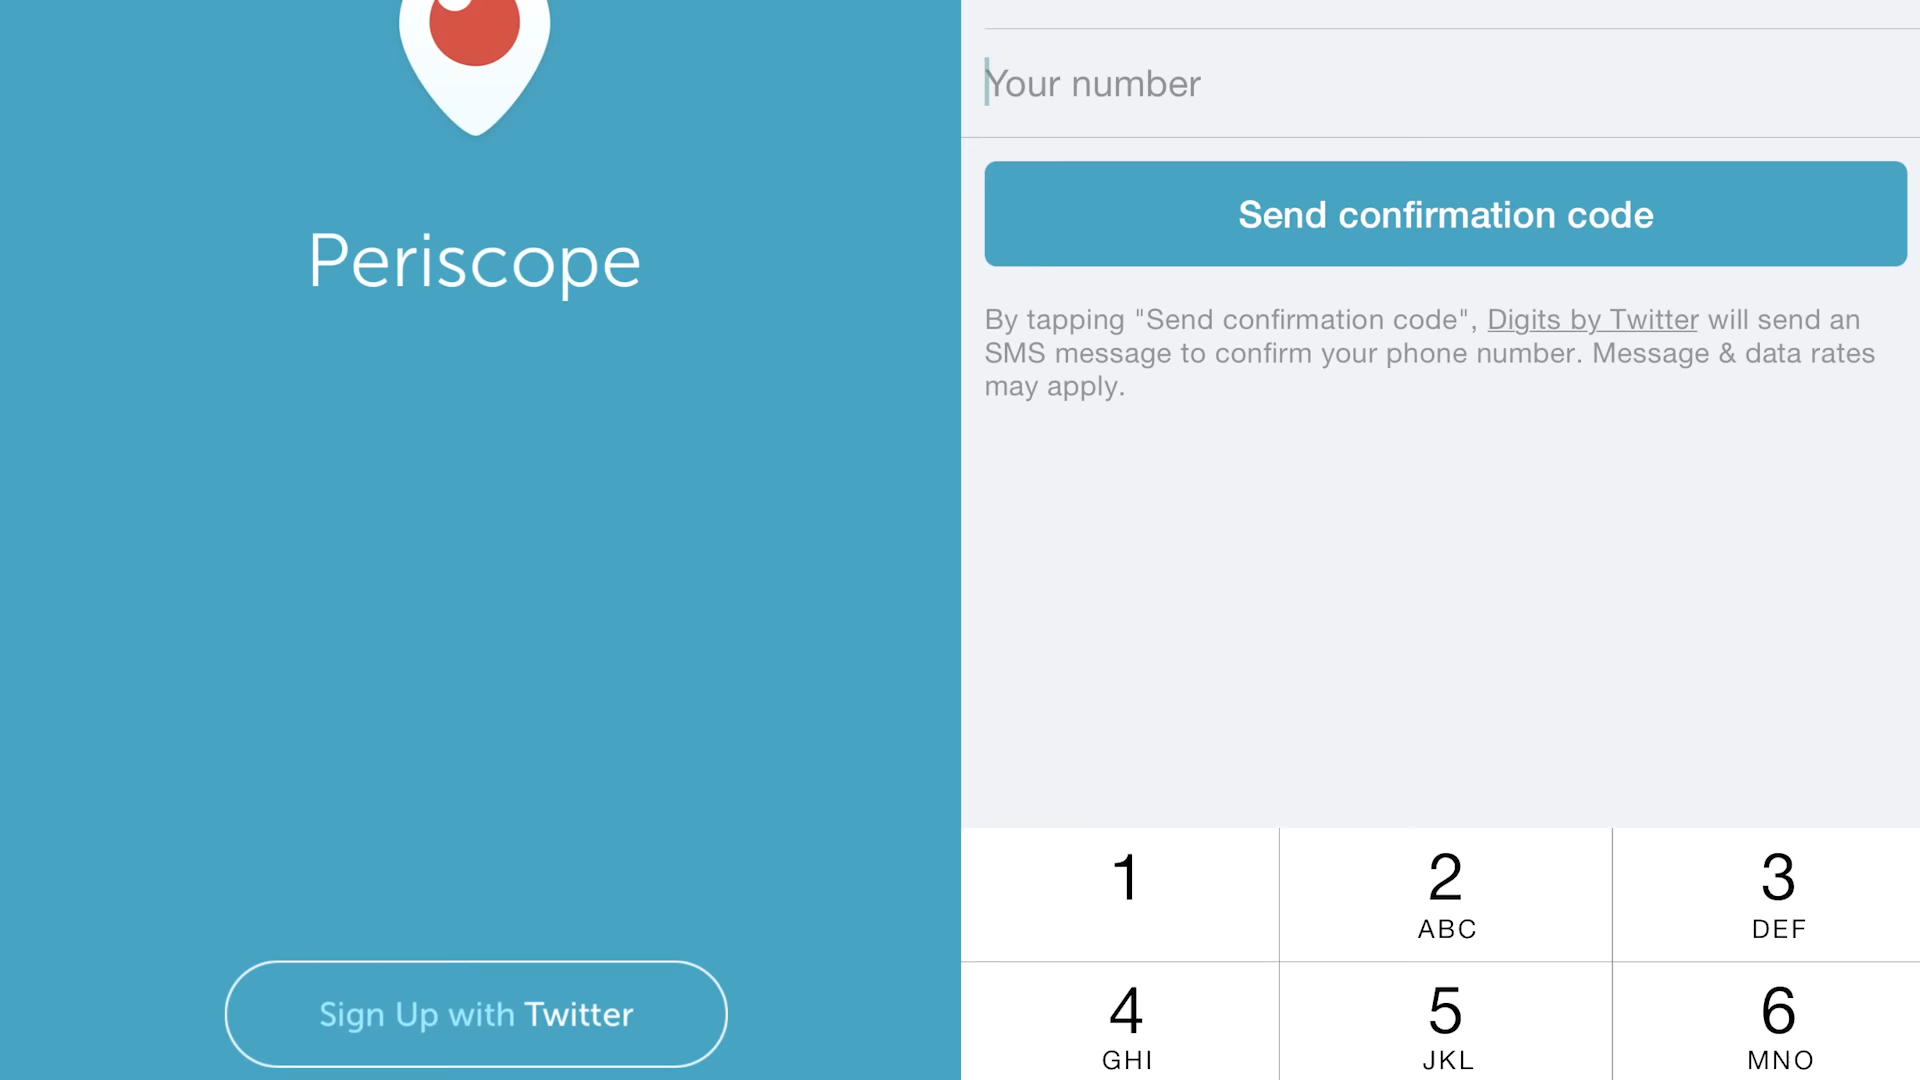 Periscope
Sign Up with Twitter
Your number
Send confirmation code
By tapping "Send confirmation code", Digits by Twitter will send an
SMS message to confirm your phone number. Message & data rates
may apply.
1
2
3
ABC
DEF
4
5
6
GHI
JKL
MNO